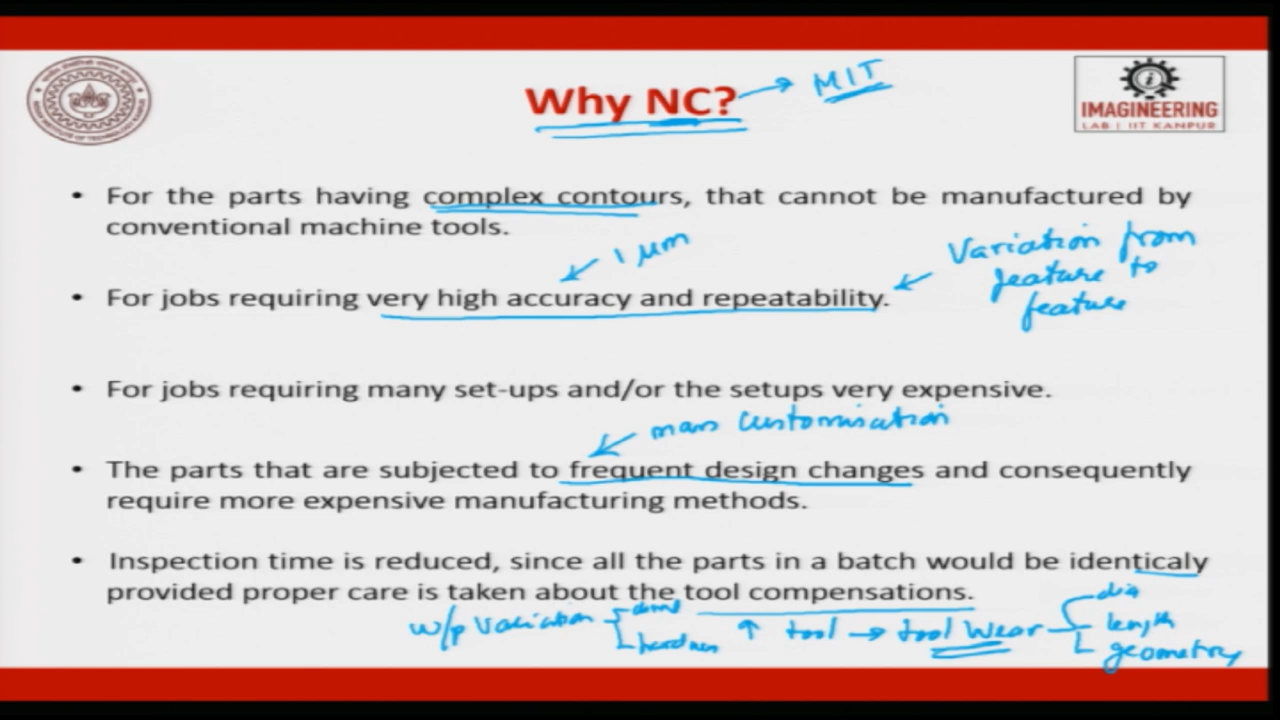 Why NC? → MIT
IMAGINEERING
LAB | IIT KANPUR
• For the parts having complex contours, that cannot be manufactured by
conventional machine tools.
1 μm
Variation from
feature to
feature
• For jobs requiring very high accuracy and repeatability.
• For jobs requiring many set-ups and/or the setups very expensive.
mass customisation
• The parts that are subjected to frequent design changes and consequently
require more expensive manufacturing methods.
• Inspection time is reduced, since all the parts in a batch would be identicaly
provided proper care is taken about the tool compensations.
w/p variation
hardness
↑ tool → tool wear
dia
length
geometry